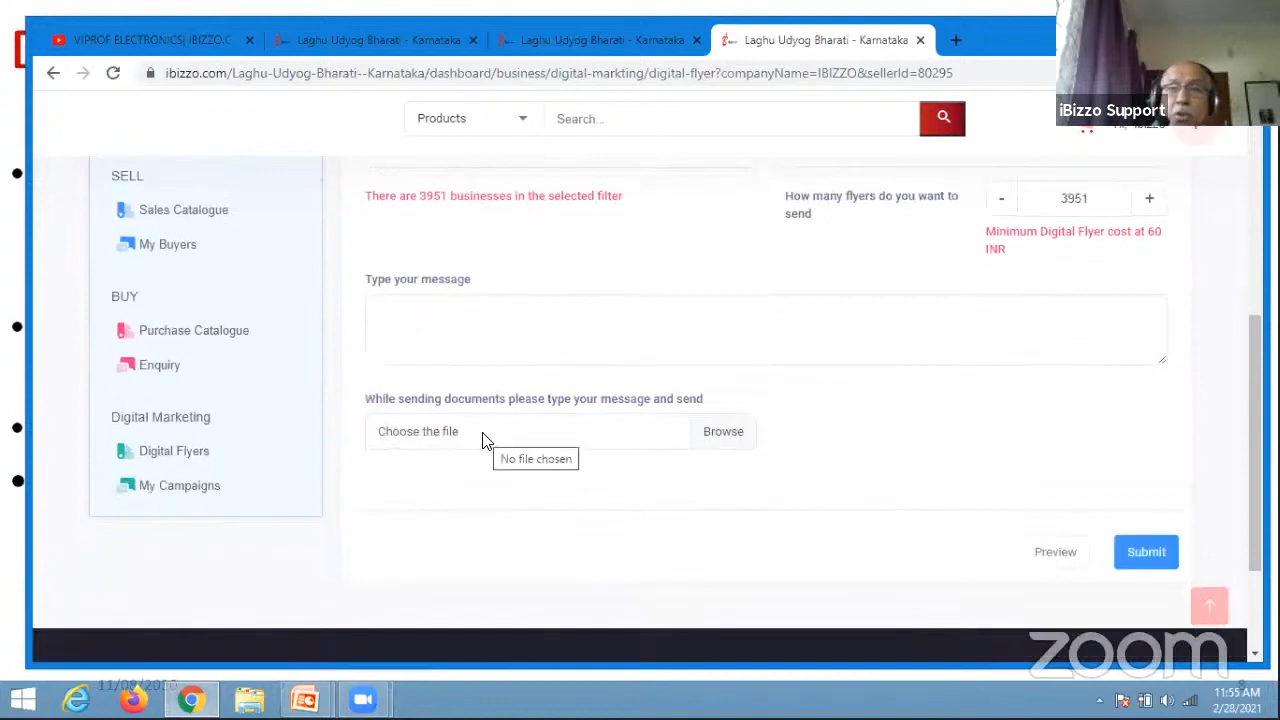 VIPROF ELECTRONICS| iBIZZO.C
Laghu Udyog Bharati - Karnataka
Laghu Udyog Bharati - Karnataka
Laghu Udyog Bharati - Karnataka
ibizzo.com/Laghu-Udyog-Bharati--Karnataka/dashboard/business/digital-markting/digital-flyer?companyName=IBIZZO&sellerId=80295
iBizzo Support
Products
Search...
SELL
Sales Catalogue
My Buyers
BUY
Purchase Catalogue
Enquiry
Digital Marketing
Digital Flyers
My Campaigns
There are 3951 businesses in the selected filter
How many flyers do you want to
send
- 3951 +
Minimum Digital Flyer cost at 60
INR
Type your message
While sending documents please type your message and send
Choose the file
Browse
No file chosen
Preview
Submit
zoom
11:55 AM
2/28/2021